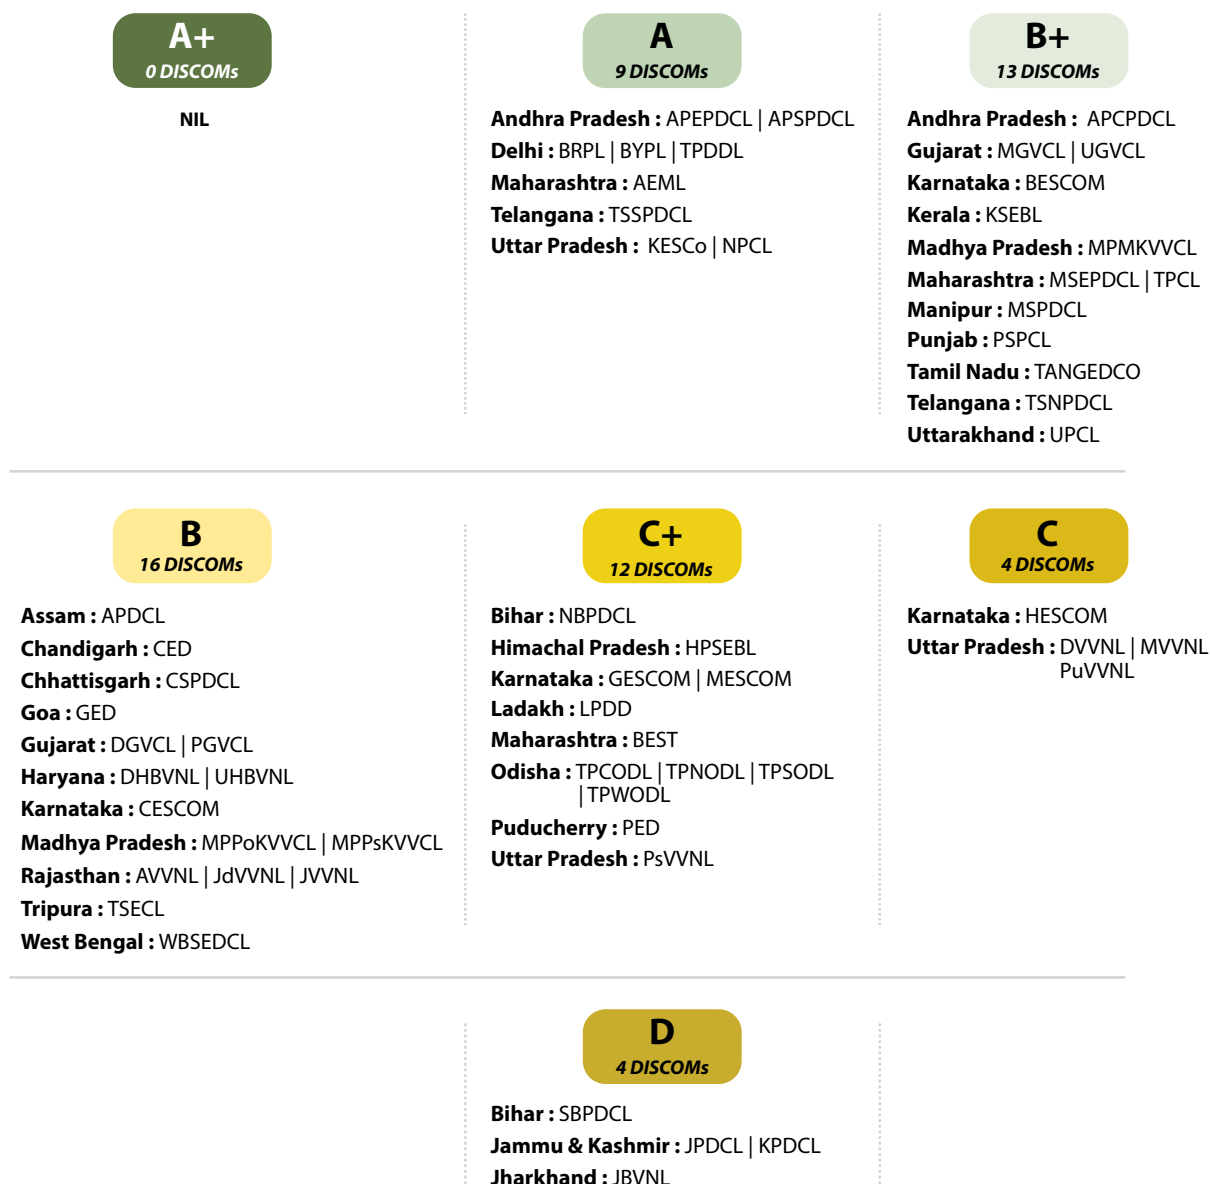 A+
0 DISCOMs
NIL
A
9 DISCOMs
Andhra Pradesh : APEPDCL | APSPDCL
Delhi : BRPL | BYPL | TPDDL
Maharashtra : AEML
Telangana : TSSPDCL
Uttar Pradesh : KESCo | NPCL
B+
13 DISCOMs
Andhra Pradesh : APCPDCL
Gujarat : MGVCL | UGVCL
Karnataka : BESCOM
Kerala : KSEBL
Madhya Pradesh : MPMKVVCL
Maharashtra : MSEPDCL | TPCL
Manipur : MSPDCL
Punjab : PSPCL
Tamil Nadu : TANGEDCO
Telangana : TSNPDCL
Uttarakhand : UPCL
B
16 DISCOMs
Assam : APDCL
Chandigarh : CED
Chhattisgarh : CSPDCL
Goa : GED
Gujarat : DGVCL | PGVCL
Haryana : DHBVNL | UHBVNL
Karnataka : CESCOM
Madhya Pradesh : MPPoKVVCL | MPPsKVVCL
Rajasthan : AVVNL | JdVVNL | JVVNL
Tripura : TSECL
West Bengal : WBSEDCL
C+
12 DISCOMs
Bihar : NBPDCL
Himachal Pradesh : HPSEBL
Karnataka : GESCOM | MESCOM
Ladakh : LPDD
Maharashtra : BEST
Odisha : TPCODL | TPNODL | TPSODL
| TPWODL
Puducherry : PED
Uttar Pradesh : PsVVNL
C
4 DISCOMs
Karnataka : HESCOM
Uttar Pradesh : DVVNL | MVVNL
PuVVNL
D
4 DISCOMs
Bihar : SBPDCL
Jammu & Kashmir : JPDCL | KPDCL
Jharkhand : JBVNL